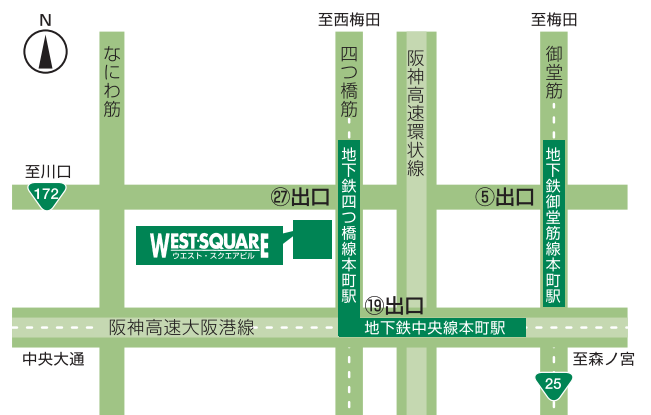 N
至西梅田
至梅田
なにわ筋
四つ橋筋
阪神高速環状線
御堂筋
至川口
172
㉗出口
⑤出口
地下鉄四つ橋線本町駅
地下鉄御堂筋線本町駅
WEST-SQUARE
ウエスト・スクエアビル
⑲出口
阪神高速大阪港線
地下鉄中央線本町駅
中央大通
至森ノ宮
25